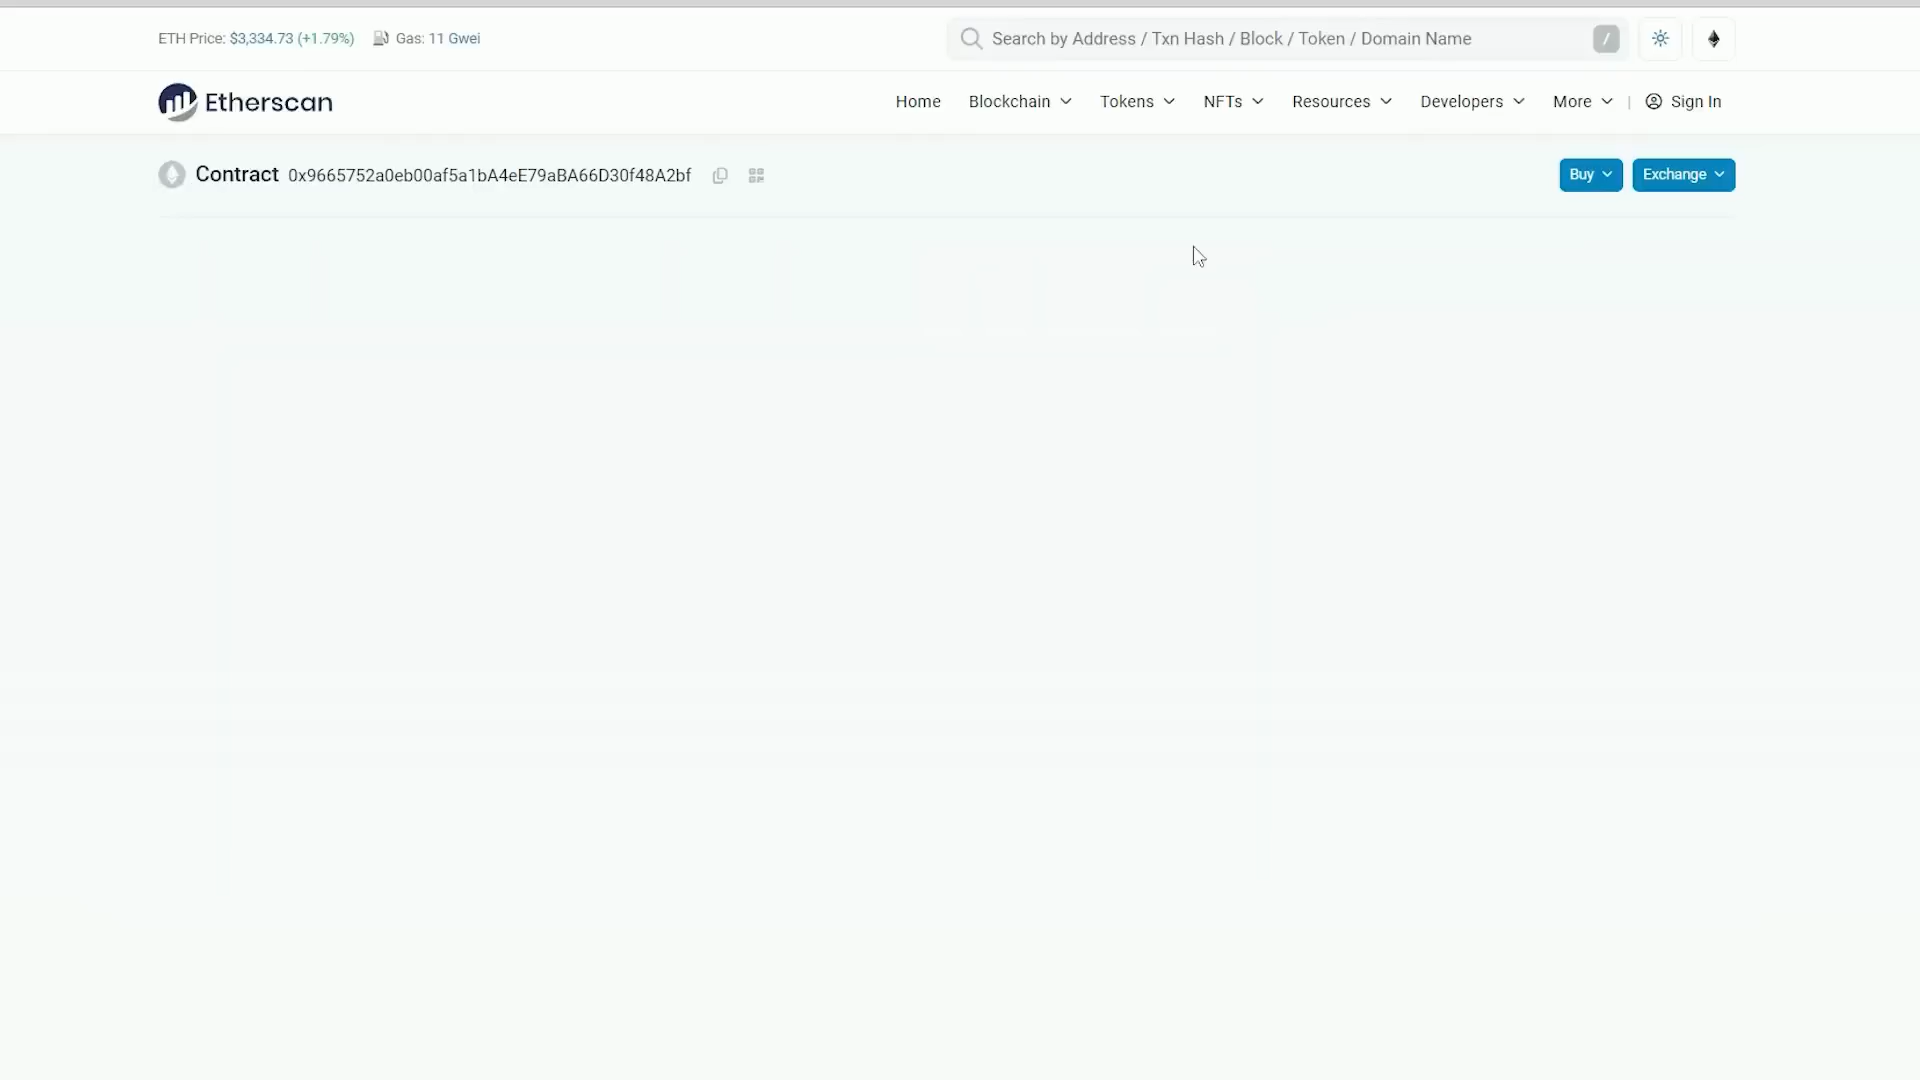 ETH Price: $3,334.73 (+1.79%) Gas: 11 Gwei
Search by Address / Txn Hash / Block / Token / Domain Name /
Etherscan
Home Blockchain Tokens NFTs Resources Developers More | Sign In
Contract 0x9665752a0eb00af5a1bA4eE79aBA66D30f48A2bf
Buy Exchange